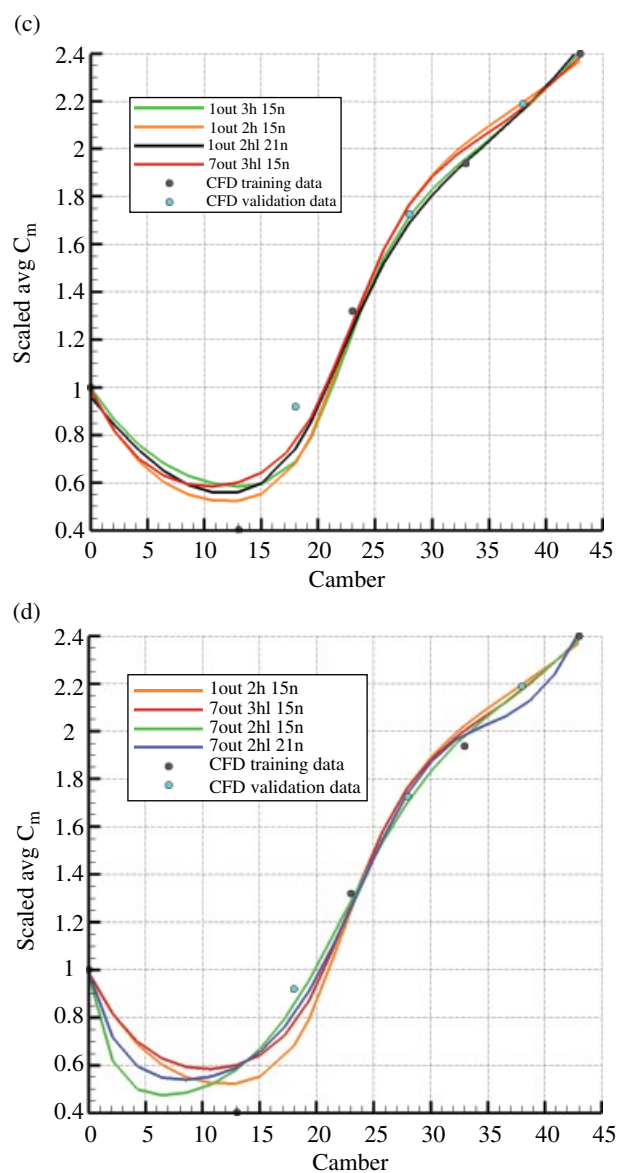 (c)
2.4
2.2
2
1.8
1.6
1.4
1.2
1
0.8
0.6
0.4
Scaled avg Cm
1out 3h 15n
1out 2h 15n
1out 2hl 21n
7out 3hl 15n
CFD training data
CFD validation data
0 5 10 15 20 25 30 35 40 45
Camber
(d)
2.4
2.2
2
1.8
1.6
1.4
1.2
1
0.8
0.6
0.4
Scaled avg Cm
1out 2h 15n
7out 3hl 15n
7out 2hl 15n
7out 2hl 21n
CFD training data
CFD validation data
0 5 10 15 20 25 30 35 40 45
Camber